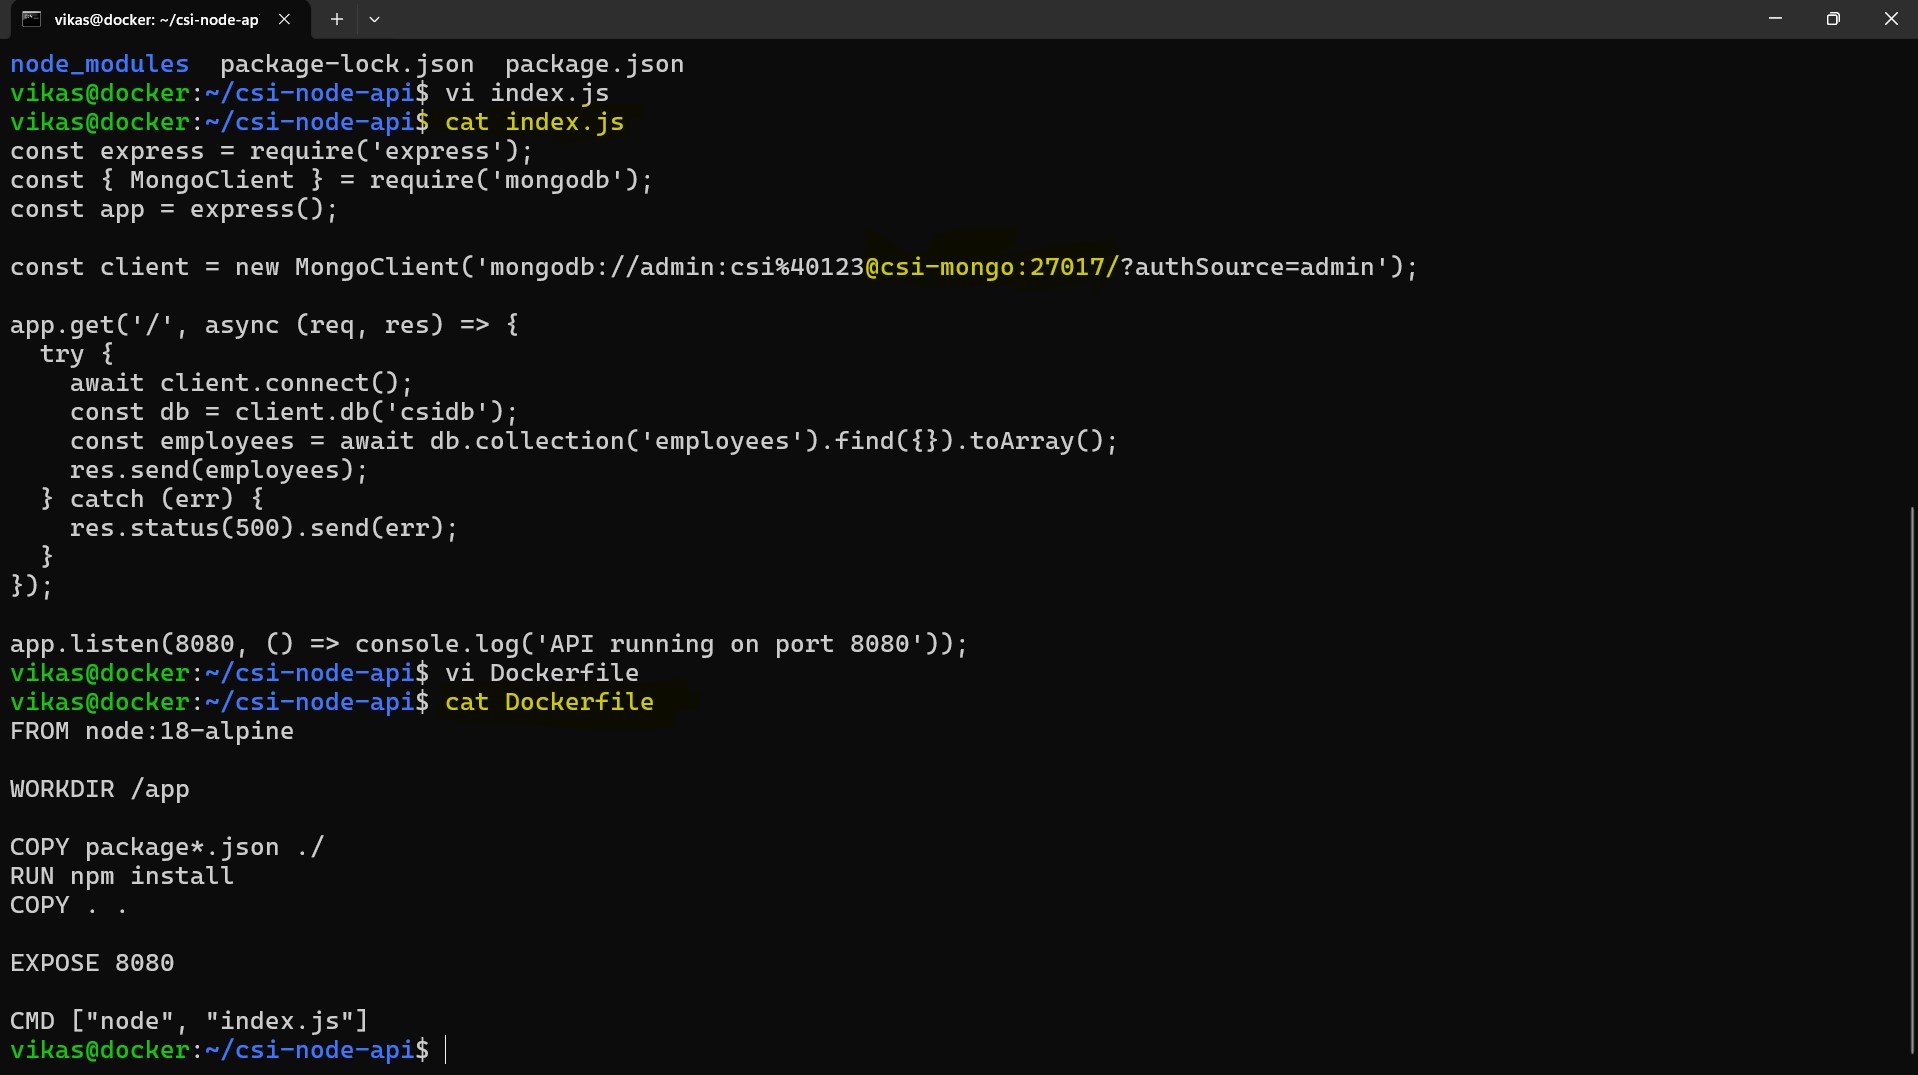 vikas@docker: ~/csi-node-ap
node_modules  package-lock.json  package.json
vikas@docker:~/csi-node-api$ vi index.js
vikas@docker:~/csi-node-api$ cat index.js
const express = require('express');
const { MongoClient } = require('mongodb');
const app = express();
const client = new MongoClient('mongodb://admin:csi%40123@csi-mongo:27017/?authSource=admin');
app.get('/', async (req, res) => {
  try {
    await client.connect();
    const db = client.db('csidb');
    const employees = await db.collection('employees').find({}).toArray();
    res.send(employees);
  } catch (err) {
    res.status(500).send(err);
  }
});
app.listen(8080, () => console.log('API running on port 8080'));
vikas@docker:~/csi-node-api$ vi Dockerfile
vikas@docker:~/csi-node-api$ cat Dockerfile
FROM node:18-alpine
WORKDIR /app
COPY package*.json ./
RUN npm install
COPY . .
EXPOSE 8080
CMD ["node", "index.js"]
vikas@docker:~/csi-node-api$